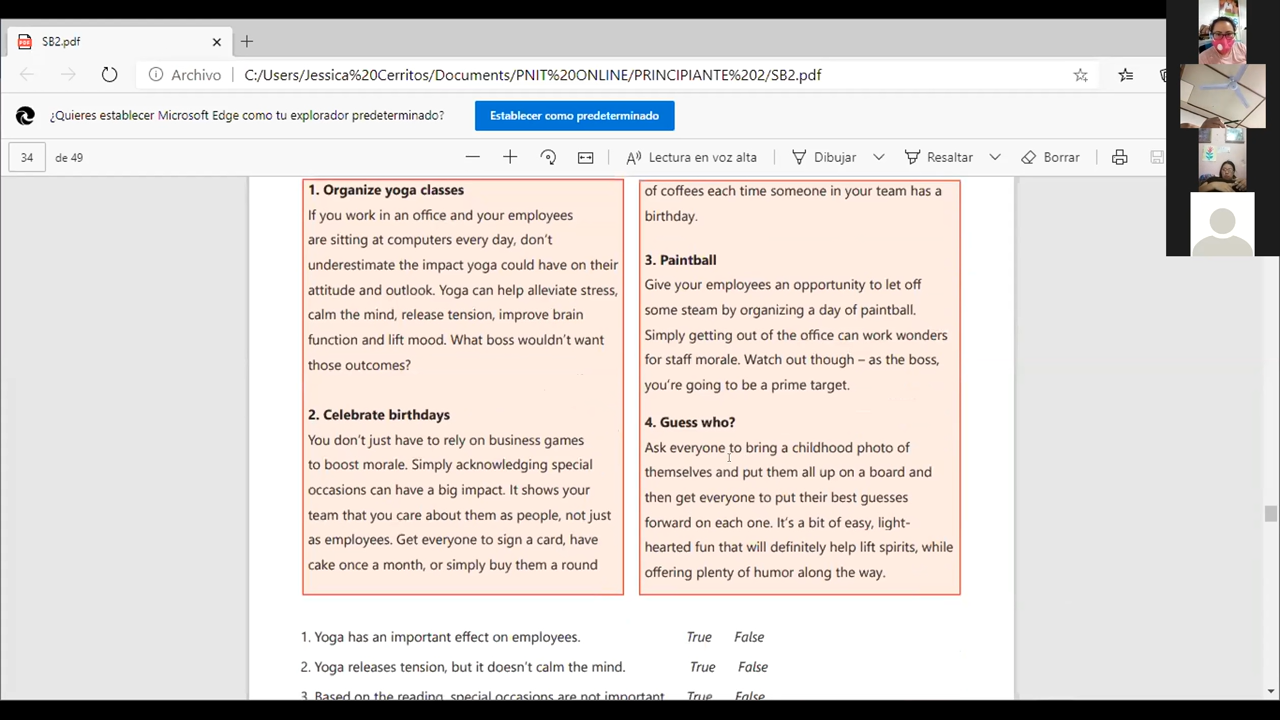 SB2.pdf
Archivo
C:/Users/Jessica%20Cerritos/Documents/PNIT%20ONLINE/PRINCIPIANTE%202/SB2.pdf
¿Quieres establecer Microsoft Edge como tu explorador predeterminado?
Establecer como predeterminado
34 de 49
Lectura en voz alta
Dibujar
Resaltar
Borrar
1. Organize yoga classes
If you work in an office and your employees
are sitting at computers every day, don't
underestimate the impact yoga could have on their
attitude and outlook. Yoga can help alleviate stress,
calm the mind, release tension, improve brain
function and lift mood. What boss wouldn't want
those outcomes?
2. Celebrate birthdays
You don't just have to rely on business games
to boost morale. Simply acknowledging special
occasions can have a big impact. It shows your
team that you care about them as people, not just
as employees. Get everyone to sign a card, have
cake once a month, or simply buy them a round
of coffees each time someone in your team has a
birthday.
3. Paintball
Give your employees an opportunity to let off
some steam by organizing a day of paintball.
Simply getting out of the office can work wonders
for staff morale. Watch out though – as the boss,
you're going to be a prime target.
4. Guess who?
Ask everyone to bring a childhood photo of
themselves and put them all up on a board and
then get everyone to put their best guesses
forward on each one. It's a bit of easy, light-
hearted fun that will definitely help lift spirits, while
offering plenty of humor along the way.
1. Yoga has an important effect on employees. True False
2. Yoga releases tension, but it doesn't calm the mind. True False
3. Based on the reading, special occasions are not important True False